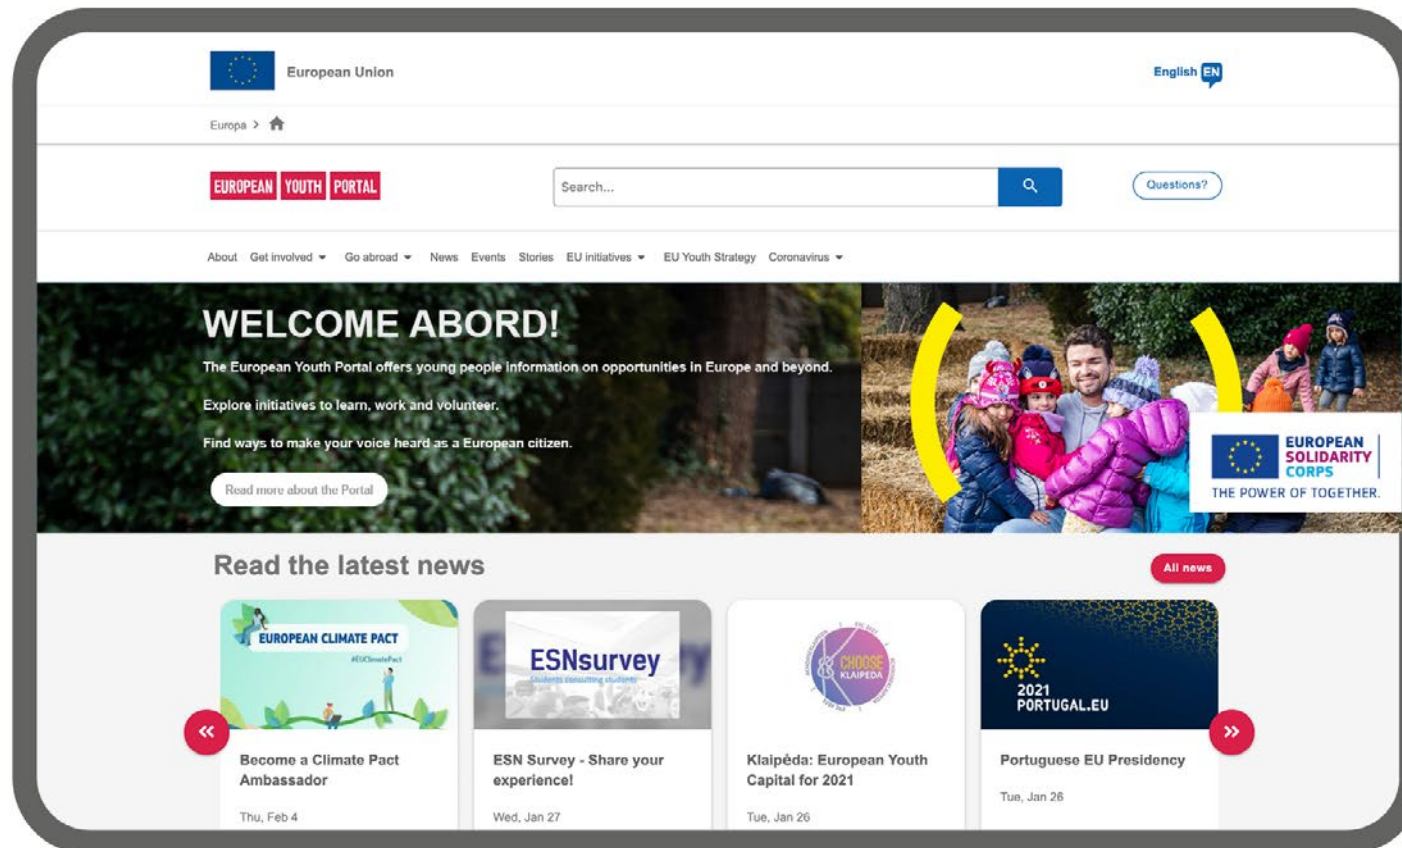 European Union
English EN
Europa >
EUROPEAN YOUTH PORTAL
Search...
Questions?
About Get involved Go abroad News Events Stories EU initiatives EU Youth Strategy Coronavirus
WELCOME ABORD!
The European Youth Portal offers young people information on opportunities in Europe and beyond.
Explore initiatives to learn, work and volunteer.
Find ways to make your voice heard as a European citizen.
Read more about the Portal
EUROPEAN
SOLIDARITY
CORPS
THE POWER OF TOGETHER.
Read the latest news
All news
EUROPEAN CLIMATE PACT
#EUClimatePact
Become a Climate Pact
Ambassador
Thu, Feb 4
ESNsurvey
Students consulting students
ESN Survey - Share your
experience!
Wed, Jan 27
CHOOSE
KLAIPEDA
Klaipėda: European Youth
Capital for 2021
Tue, Jan 26
2021
PORTUGAL.EU
Portuguese EU Presidency
Tue, Jan 26